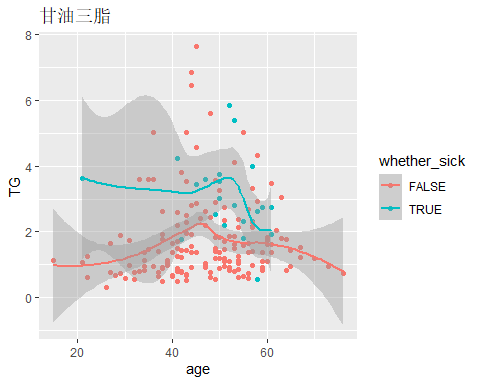 甘油三脂
8
6
4
2
0
TG
20
40
60
age
whether_sick
FALSE
TRUE